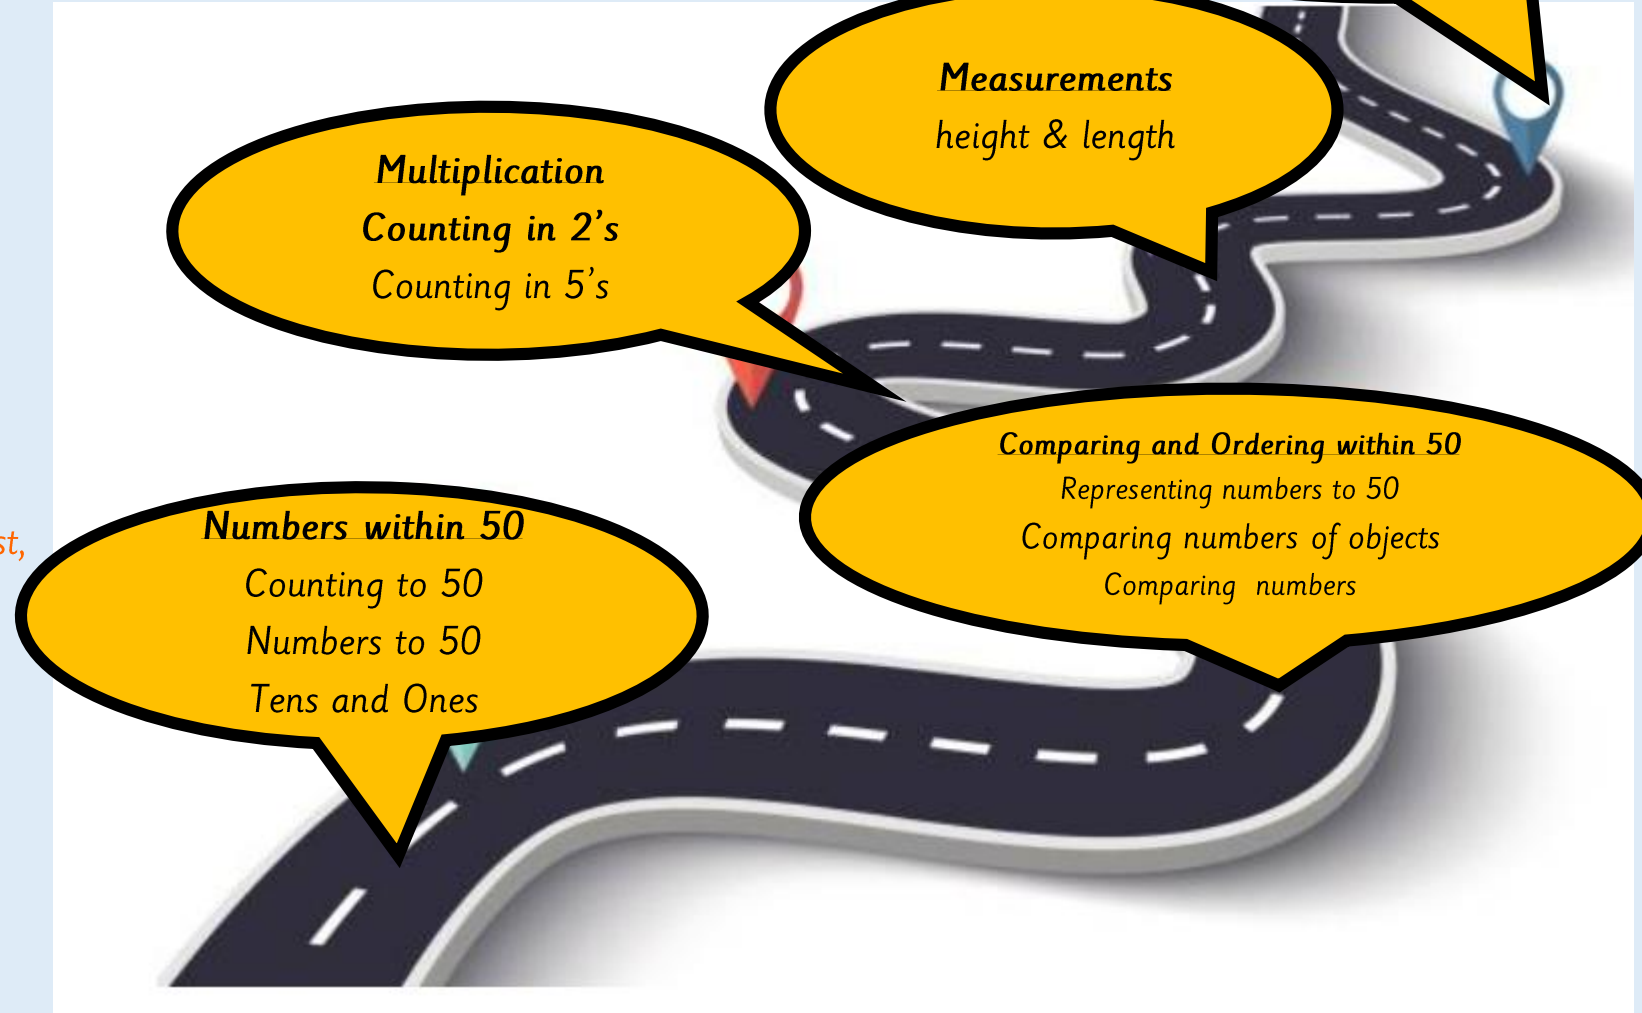 Measurements
height & length
Multiplication
Counting in 2's
Counting in 5's
Comparing and Ordering within 50
Representing numbers to 50
Comparing numbers of objects
Comparing numbers
st,
Numbers within 50
Counting to 50
Numbers to 50
Tens and Ones